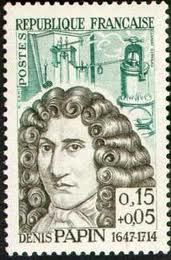 REPUBLIQUE FRANÇAISE
POSTES
0,15
+0,05
DENIS PAPIN 1647-1714